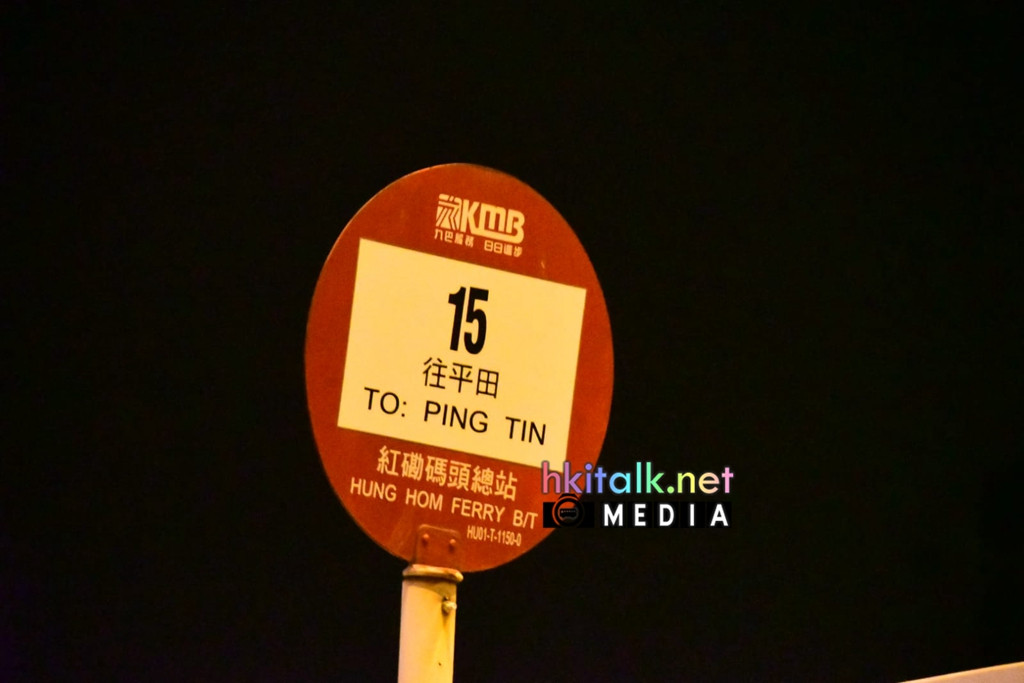 KMB
九巴服務 日日進步
15
往平田
TO: PING TIN
紅磡碼頭總站
HUNG HOM FERRY B/T
HU01-T-1150-0
hkitalk.net
MEDIA